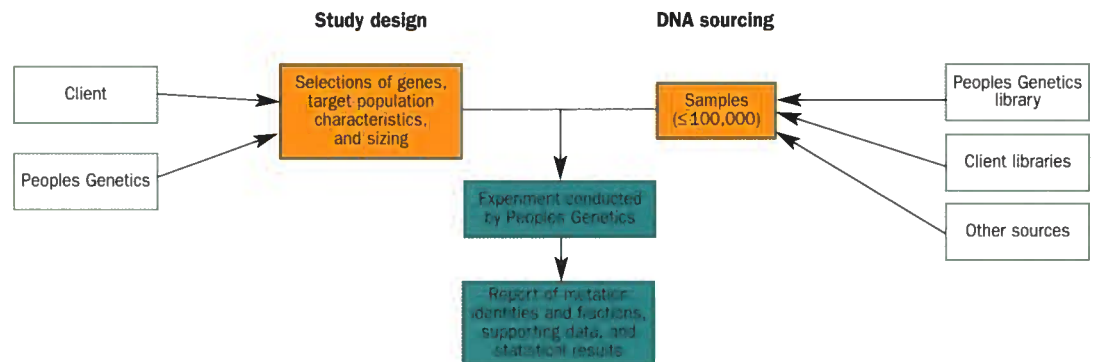 Study design
DNA sourcing
Client
Peoples Genetics
Selections of genes,
target population
characteristics,
and sizing
Samples
(≤100,000)
Peoples Genetics
library
Client libraries
Other sources
Experiment conducted
by Peoples Genetics
Report of mutation
identities and fractions,
supporting data, and
statistical results